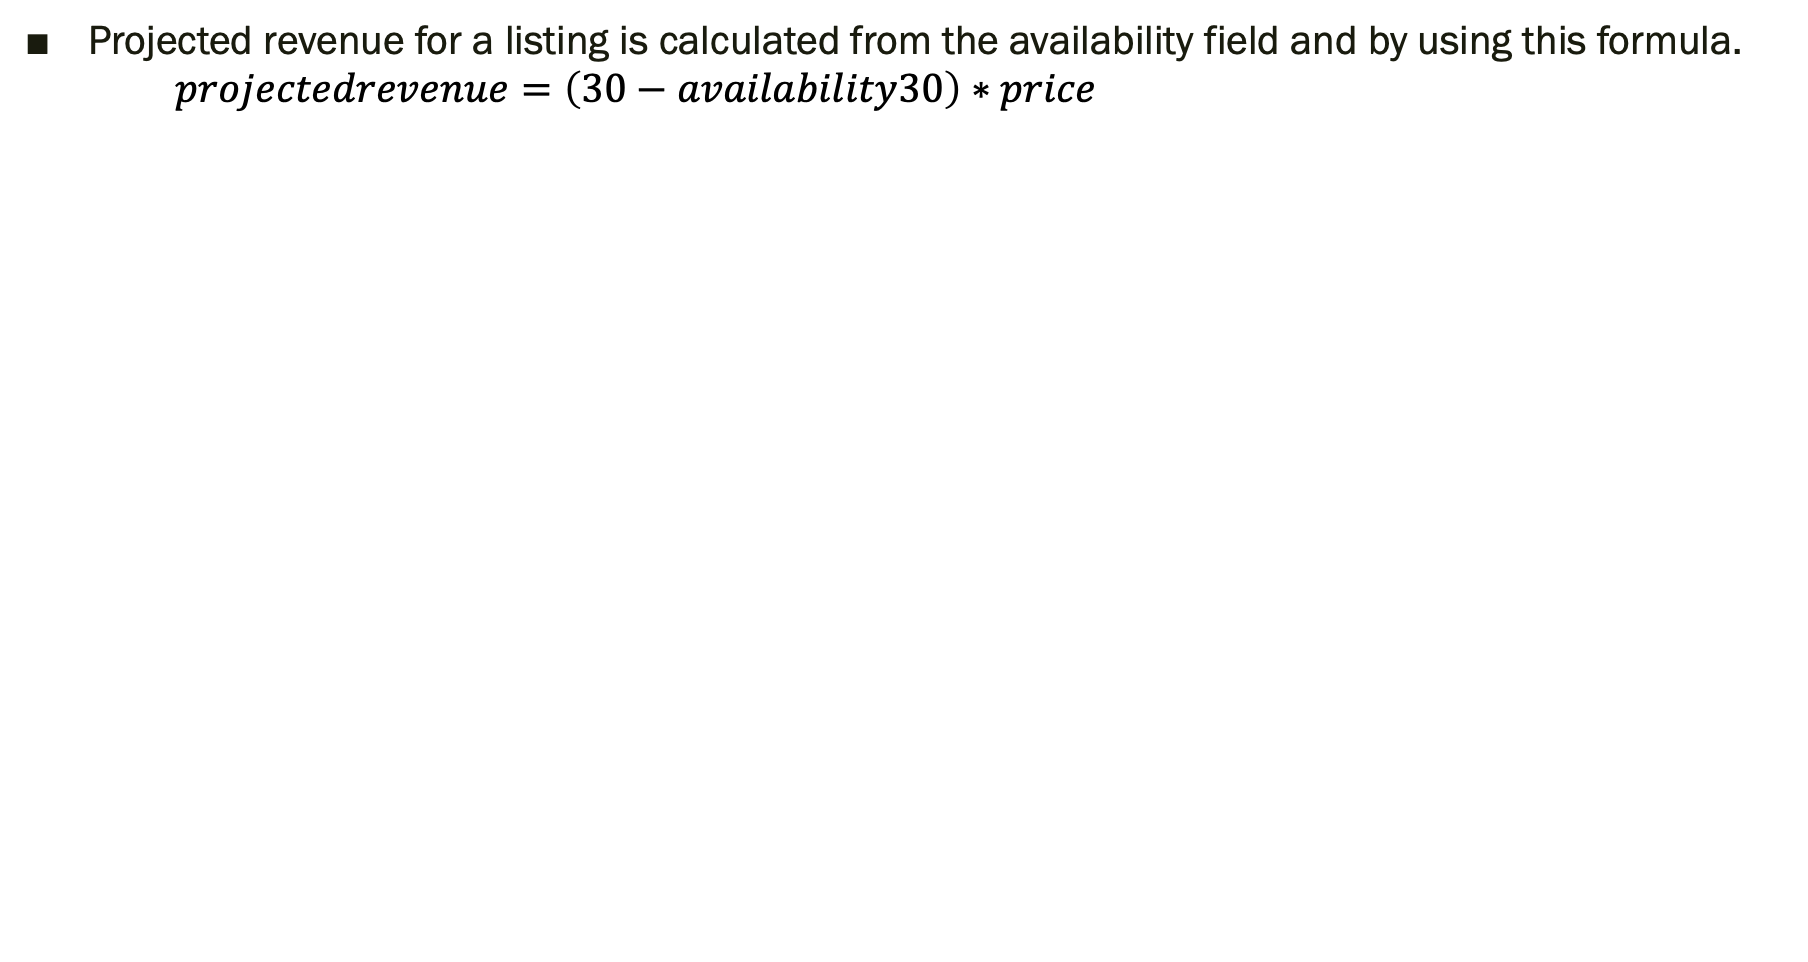 ■ Projected revenue for a listing is calculated from the availability field and by using this formula.
projectedrevenue = (30 − availability30) ∗ price